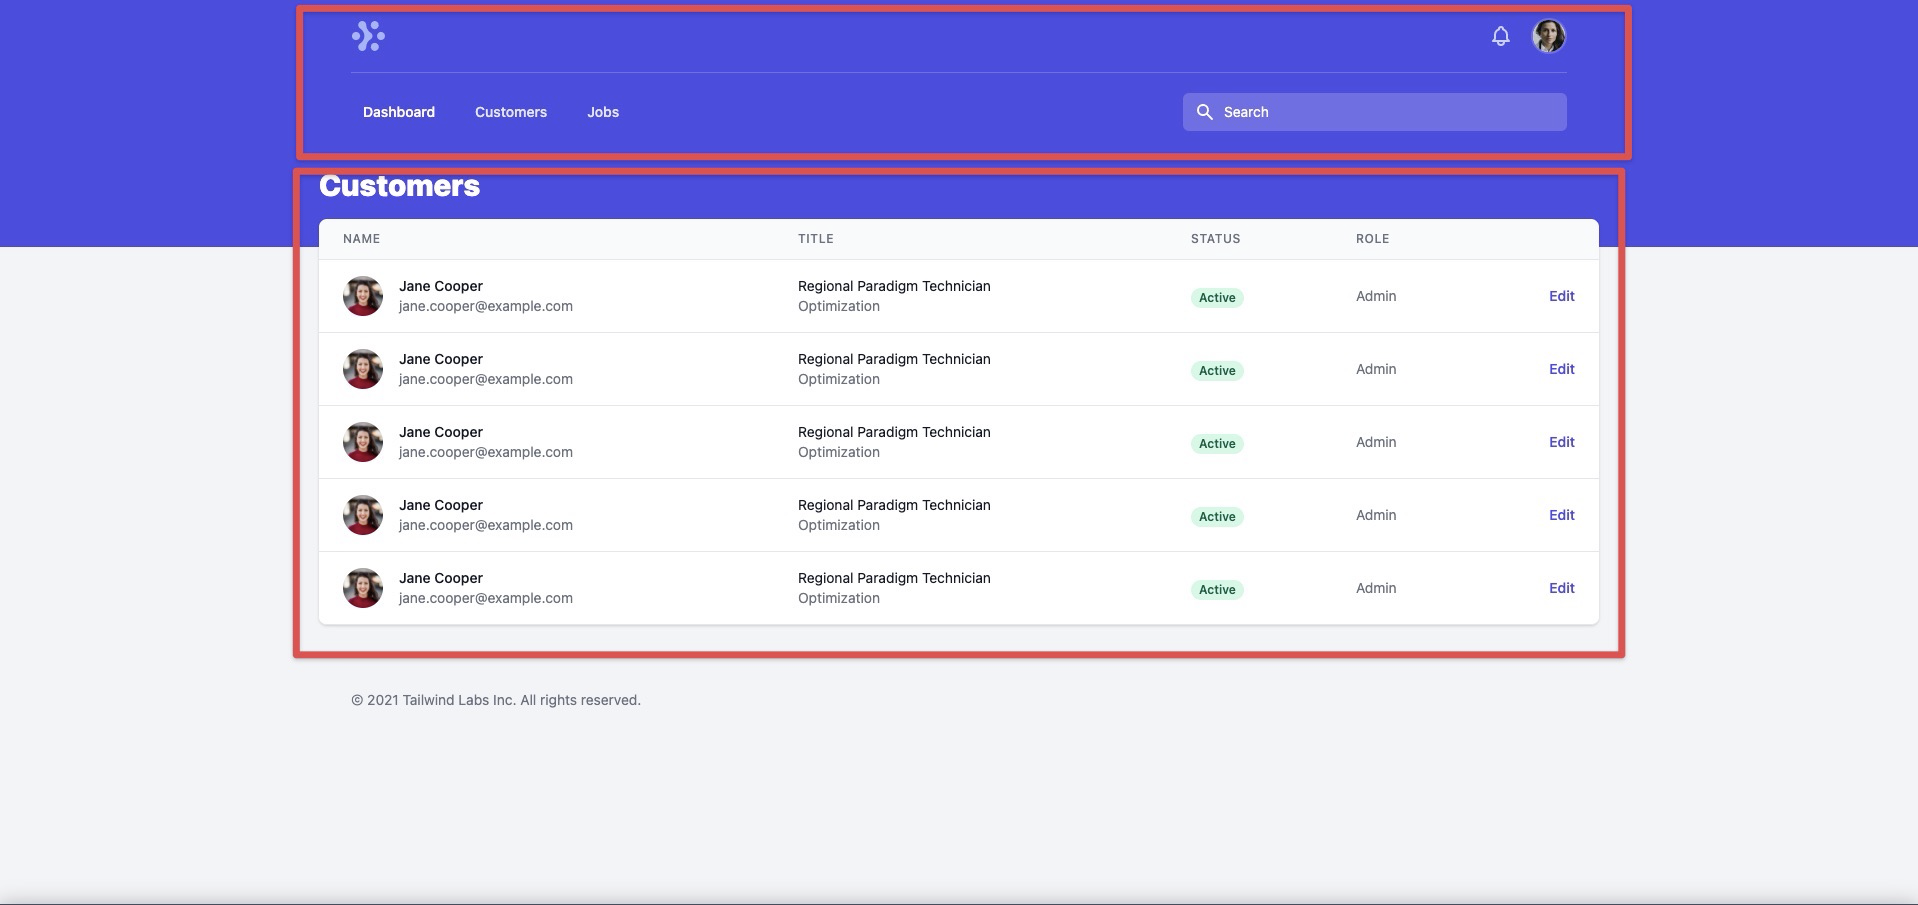 Dashboard Customers Jobs Search
Customers
NAME TITLE STATUS ROLE
Jane Cooper Regional Paradigm Technician
jane.cooper@example.com Optimization Active Admin Edit
Jane Cooper Regional Paradigm Technician
jane.cooper@example.com Optimization Active Admin Edit
Jane Cooper Regional Paradigm Technician
jane.cooper@example.com Optimization Active Admin Edit
Jane Cooper Regional Paradigm Technician
jane.cooper@example.com Optimization Active Admin Edit
Jane Cooper Regional Paradigm Technician
jane.cooper@example.com Optimization Active Admin Edit
© 2021 Tailwind Labs Inc. All rights reserved.